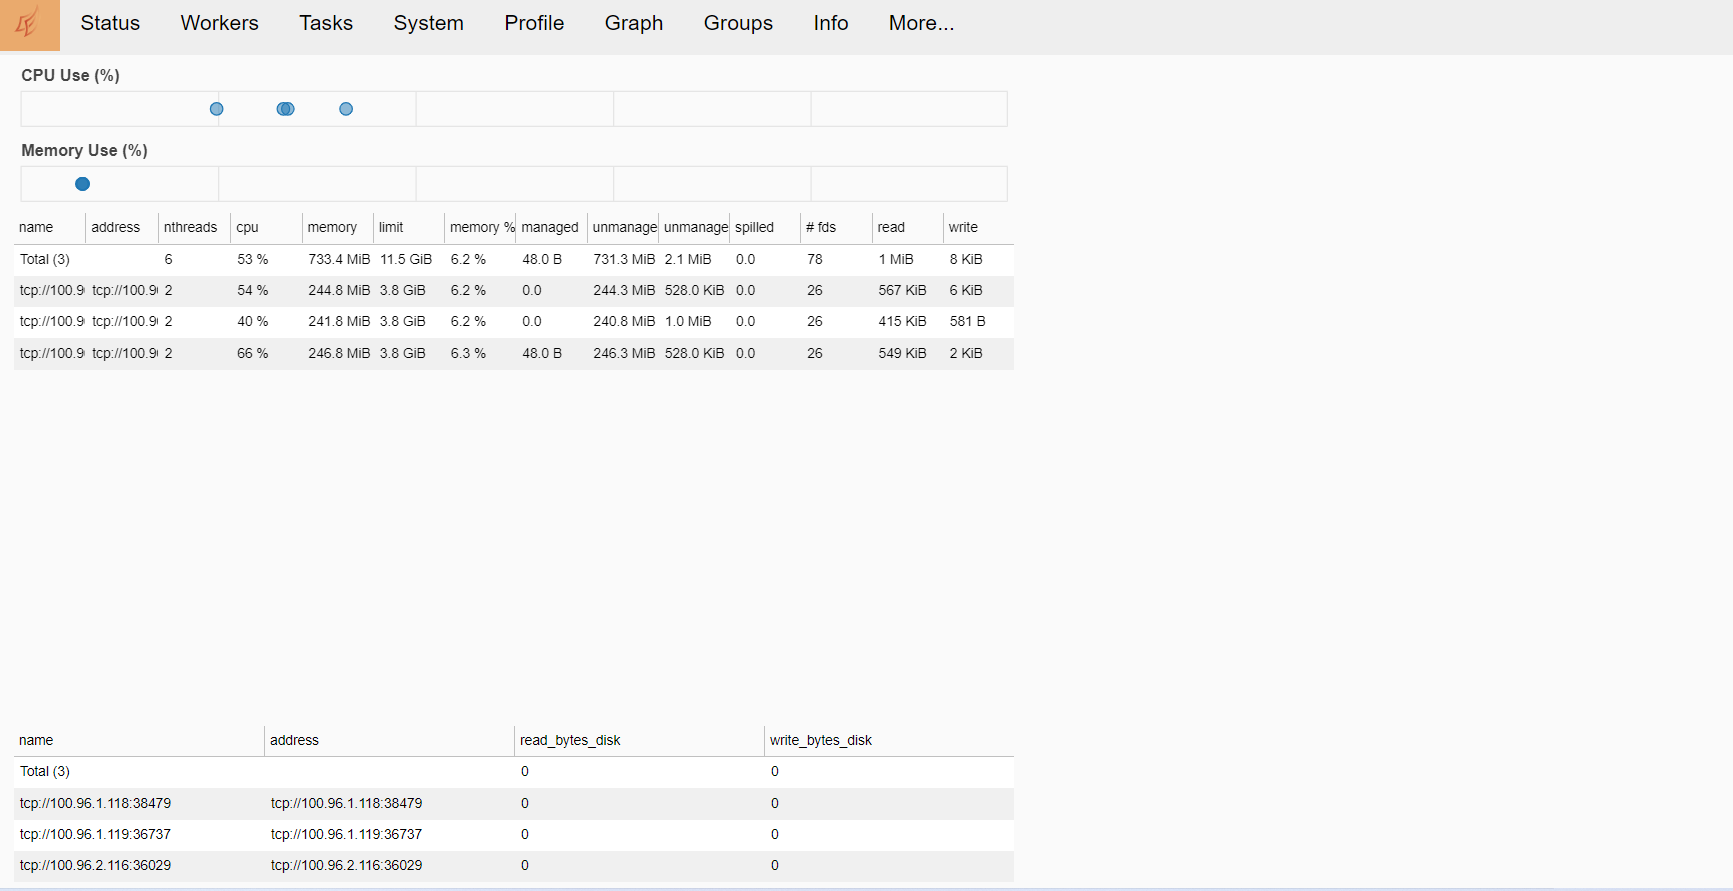 Status Workers Tasks System Profile Graph Groups Info More...
CPU Use (%)
Memory Use (%)
name address nthreads cpu memory limit memory % managed unmanage unmanage spilled # fds read write
Total (3) 6 53 % 733.4 MiB 11.5 GiB 6.2 % 48.0 B 731.3 MiB 2.1 MiB 0.0 78 1 MiB 8 KiB
tcp://100.9 tcp://100.9 2 54 % 244.8 MiB 3.8 GiB 6.2 % 0.0 244.3 MiB 528.0 KiB 0.0 26 567 KiB 6 KiB
tcp://100.9 tcp://100.9 2 40 % 241.8 MiB 3.8 GiB 6.2 % 0.0 240.8 MiB 1.0 MiB 0.0 26 415 KiB 581 B
tcp://100.9 tcp://100.9 2 66 % 246.8 MiB 3.8 GiB 6.3 % 48.0 B 246.3 MiB 528.0 KiB 0.0 26 549 KiB 2 KiB
name address read_bytes_disk write_bytes_disk
Total (3) 0 0
tcp://100.96.1.118:38479 tcp://100.96.1.118:38479 0 0
tcp://100.96.1.119:36737 tcp://100.96.1.119:36737 0 0
tcp://100.96.2.116:36029 tcp://100.96.2.116:36029 0 0